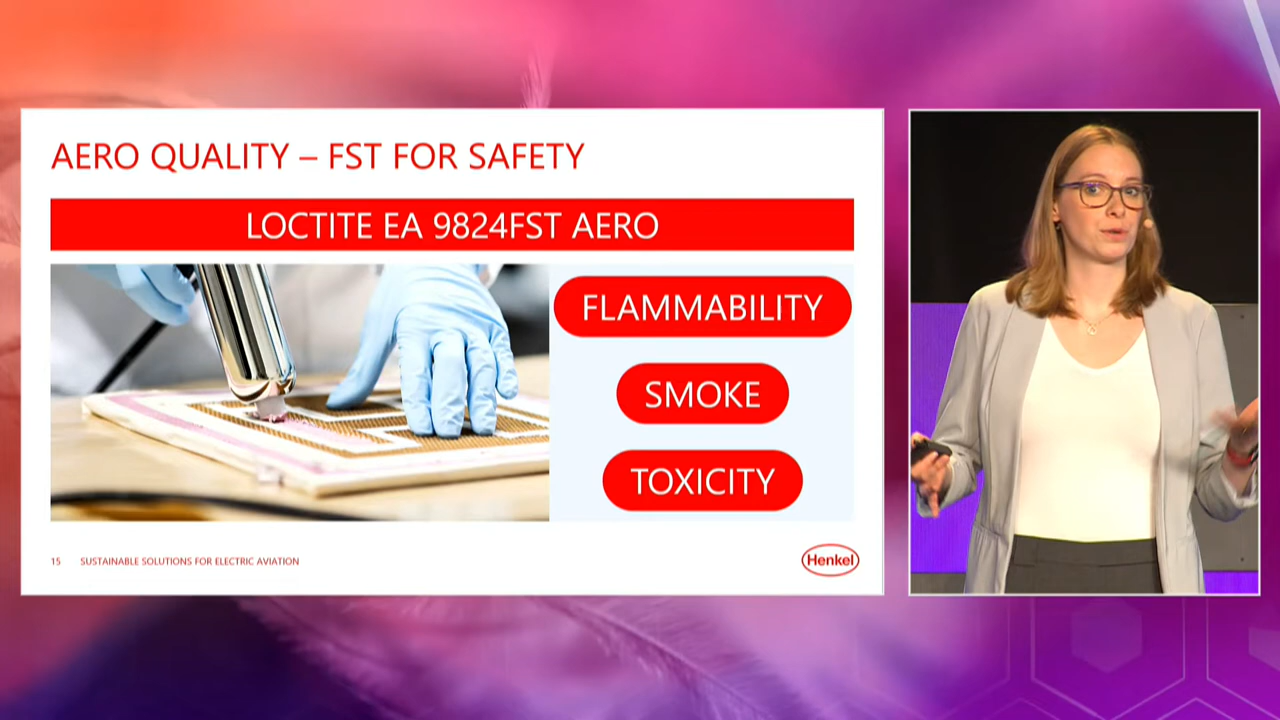 AERO QUALITY – FST FOR SAFETY
LOCTITE EA 9824FST AERO
FLAMMABILITY
SMOKE
TOXICITY
15 SUSTAINABLE SOLUTIONS FOR ELECTRIC AVIATION
Henkel